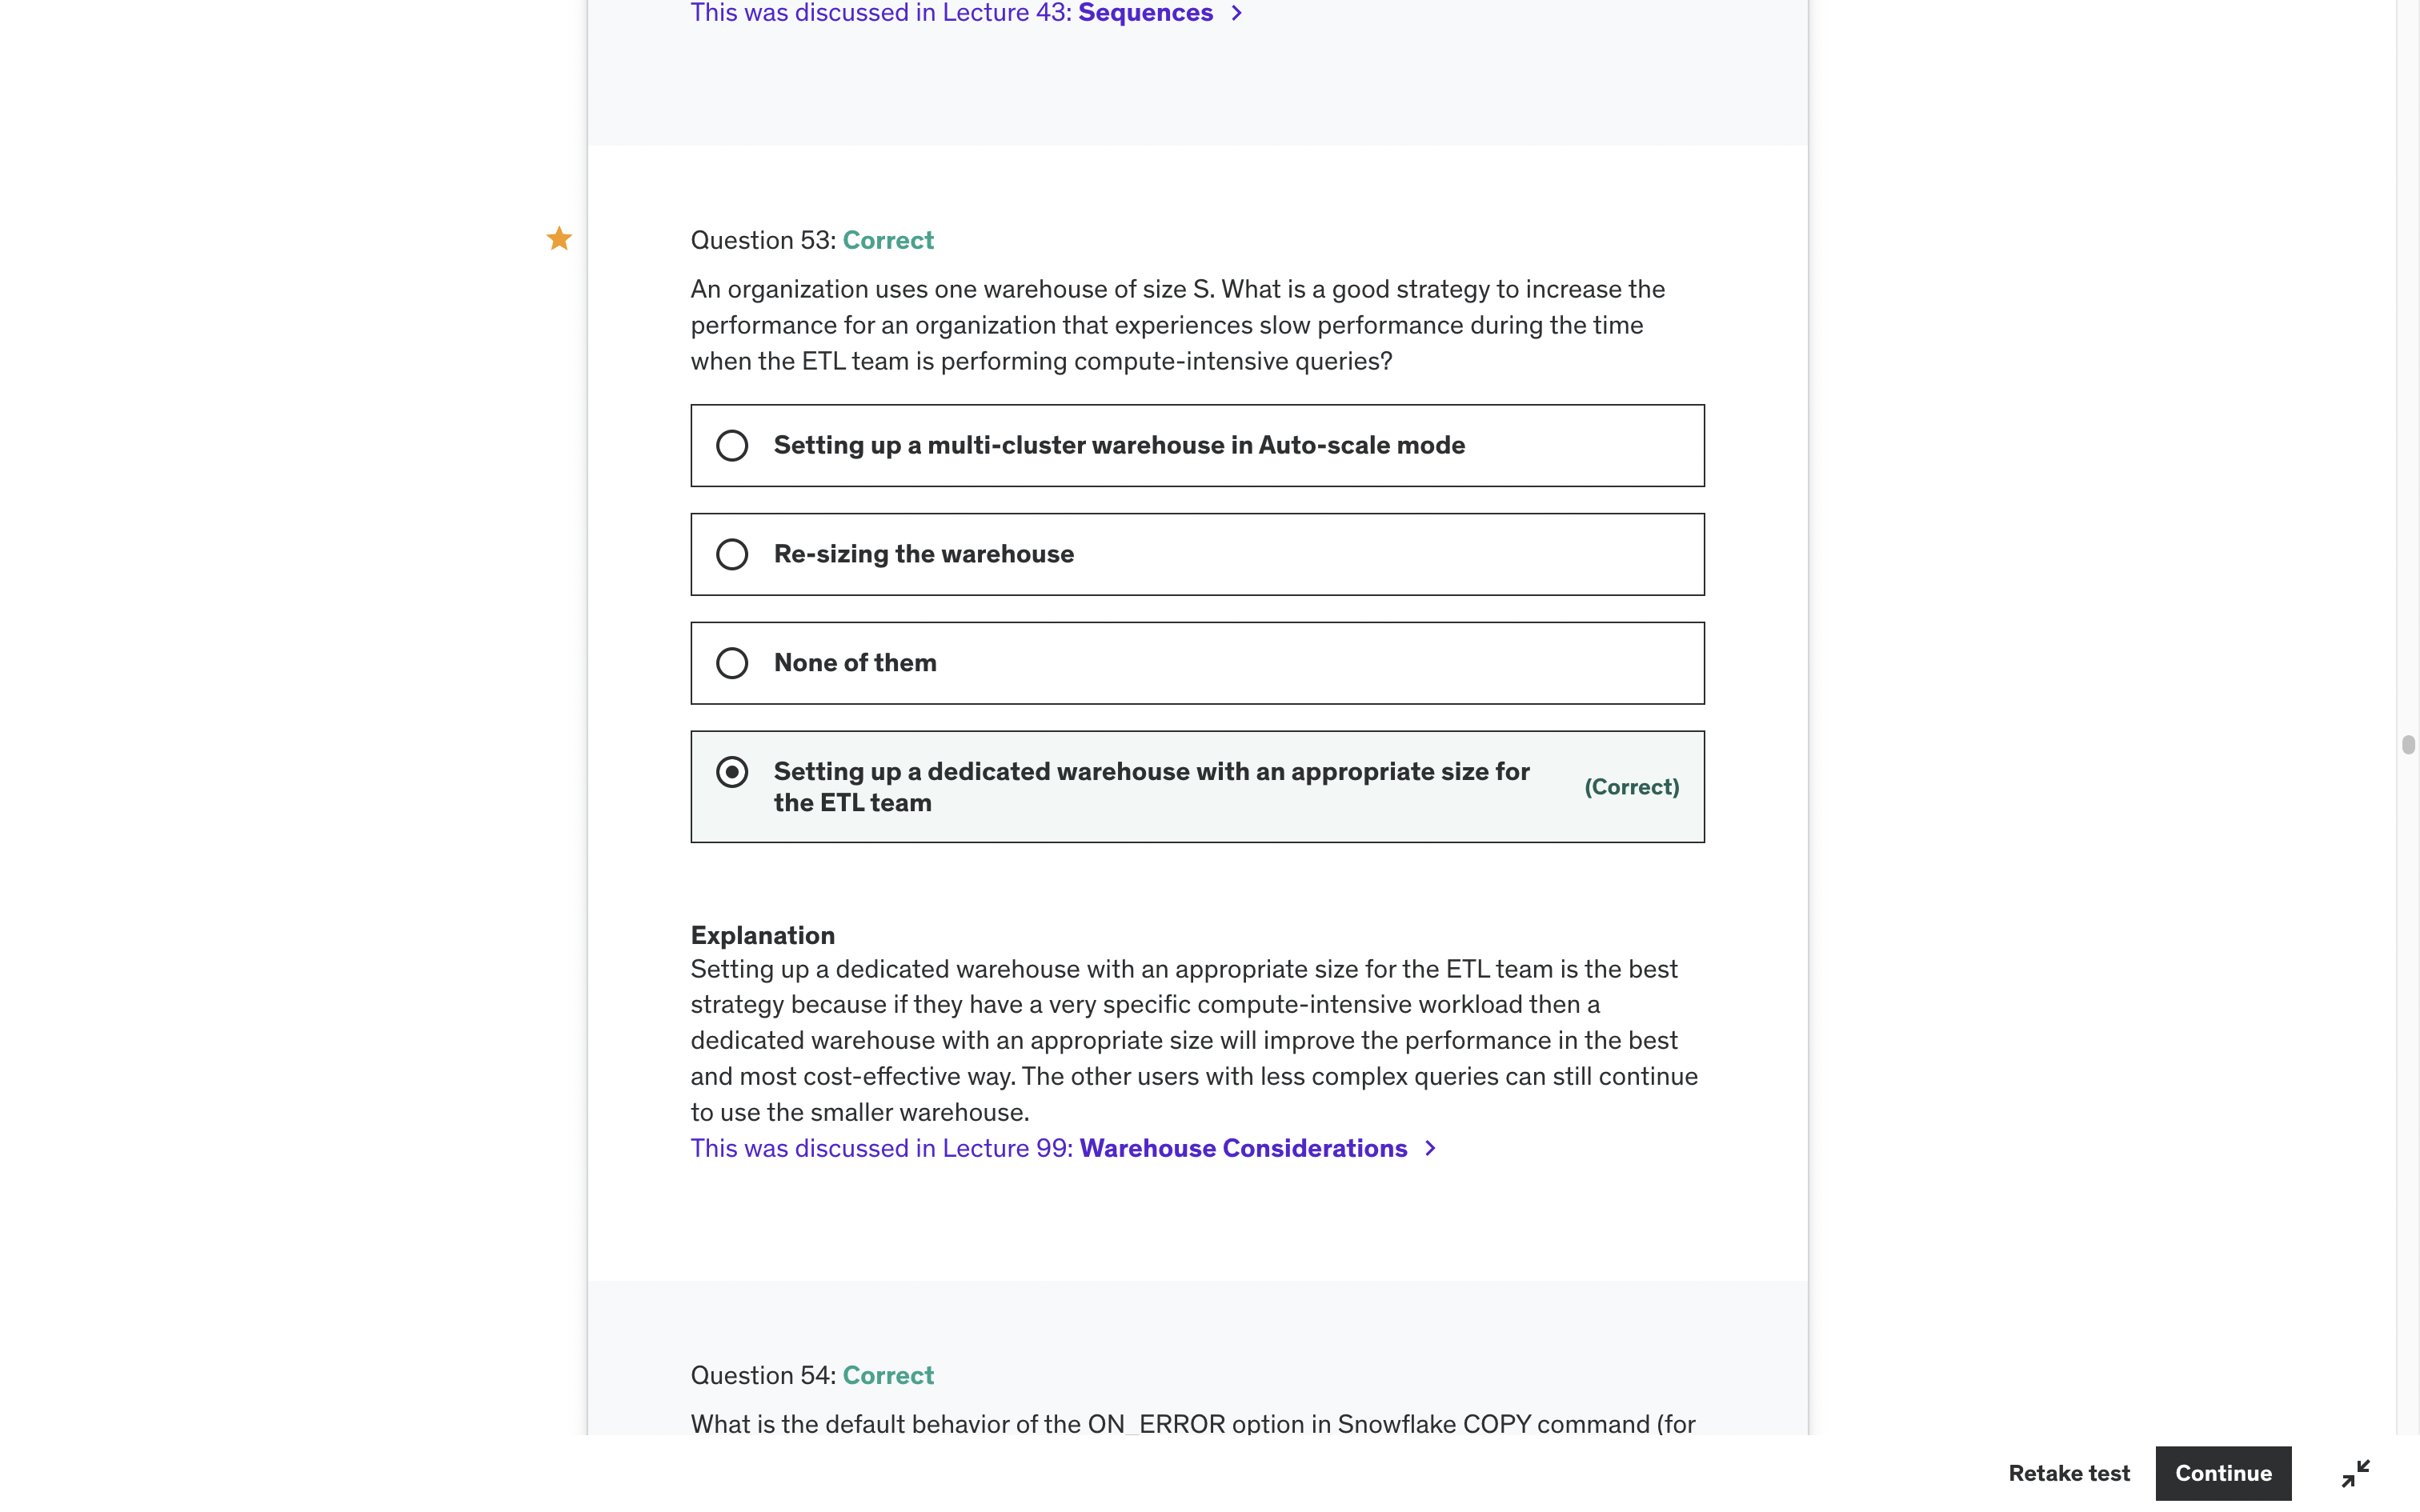 This was discussed in Lecture 43: Sequences
Question 53: Correct
An organization uses one warehouse of size S. What is a good strategy to increase the
performance for an organization that experiences slow performance during the time
when the ETL team is performing compute-intensive queries?
Setting up a multi-cluster warehouse in Auto-scale mode
Re-sizing the warehouse
None of them
Setting up a dedicated warehouse with an appropriate size for
the ETL team
(Correct)
Explanation
Setting up a dedicated warehouse with an appropriate size for the ETL team is the best
strategy because if they have a very specific compute-intensive workload then a
dedicated warehouse with an appropriate size will improve the performance in the best
and most cost-effective way. The other users with less complex queries can still continue
to use the smaller warehouse.
This was discussed in Lecture 99: Warehouse Considerations
Question 54: Correct
What is the default behavior of the ON_ERROR option in Snowflake COPY command (for
Retake test
Continue